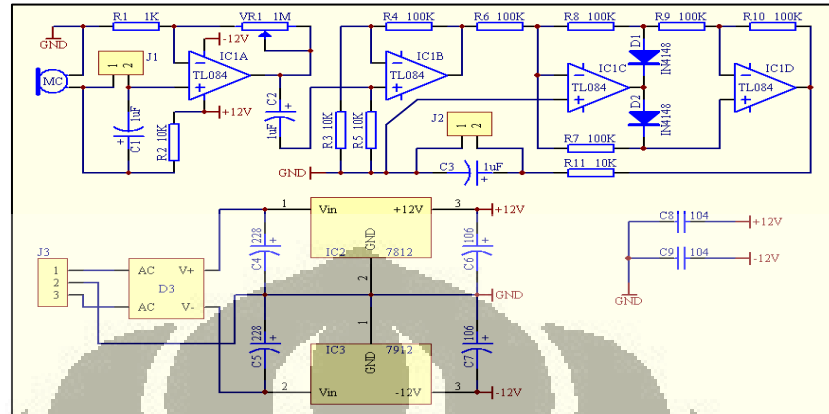 R1 1K
VR1 1M
R4 100K
R6 100K
R8 100K
R9 100K
R10 100K
GND
-12V
J1
1 2
IC1A
IC1B
D1
IN4148
IC1C
IC1D
MC
TL084
TL084
TL084
TL084
C2
1uF
+12V
1uF
C1
R2 10K
R3 10K
R5 10K
J2
1 2
D2
IN4148
R7 100K
GND
C3 1uF
R11 10K
1
Vin +12V
3
+12V
GND
IC2 7812
2
228
C4
106
C6
J3
1
2
3
AC V+
D3
AC V-
GND
C8 104
+12V
C9 104
-12V
GND
228
C5
1
IC3 7912
GND
106
C7
2
Vin -12V
3
-12V